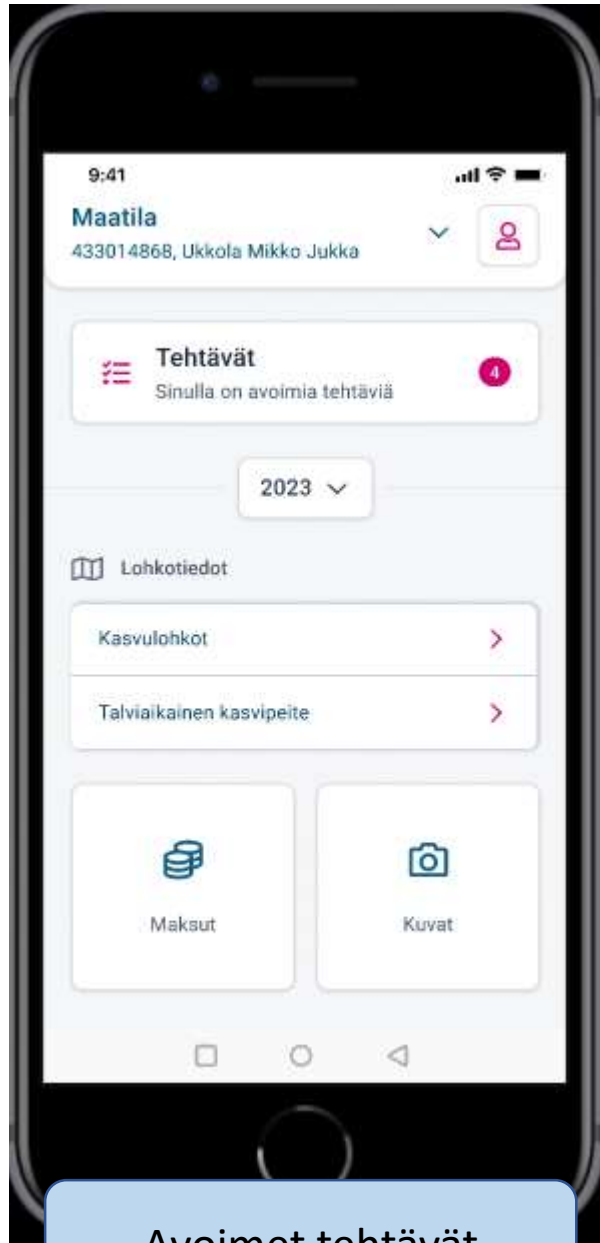 9:41
Maatila
433014868, Ukkola Mikko Jukka
Tehtävät
4
Sinulla on avoimia tehtäviä
2023
Lohkotiedot
Kasvulohkot
Talviaikainen kasvipeite
Maksut
Kuvat
Avoimet tehtävät